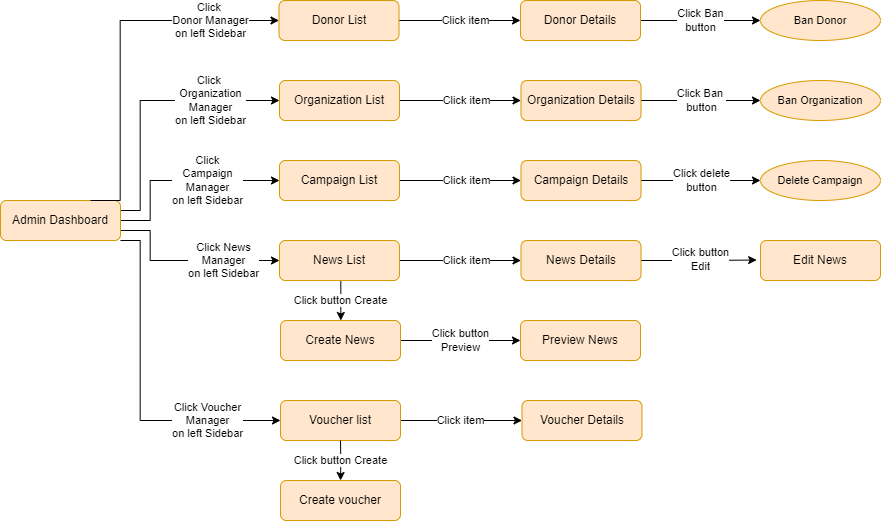 Click
Donor Manager
on left Sidebar
Donor List
Click item
Donor Details
Click Ban
button
Ban Donor
Click
Organization
Manager
on left Sidebar
Organization List
Click item
Organization Details
Click Ban
button
Ban Organization
Click
Campaign
Manager
on left Sidebar
Campaign List
Click item
Campaign Details
Click delete
button
Delete Campaign
Admin Dashboard
Click News
Manager
on left Sidebar
News List
Click item
News Details
Click button
Edit
Edit News
Click button Create
Create News
Click button
Preview
Preview News
Click Voucher
Manager
on left Sidebar
Voucher list
Click item
Voucher Details
Click button Create
Create voucher